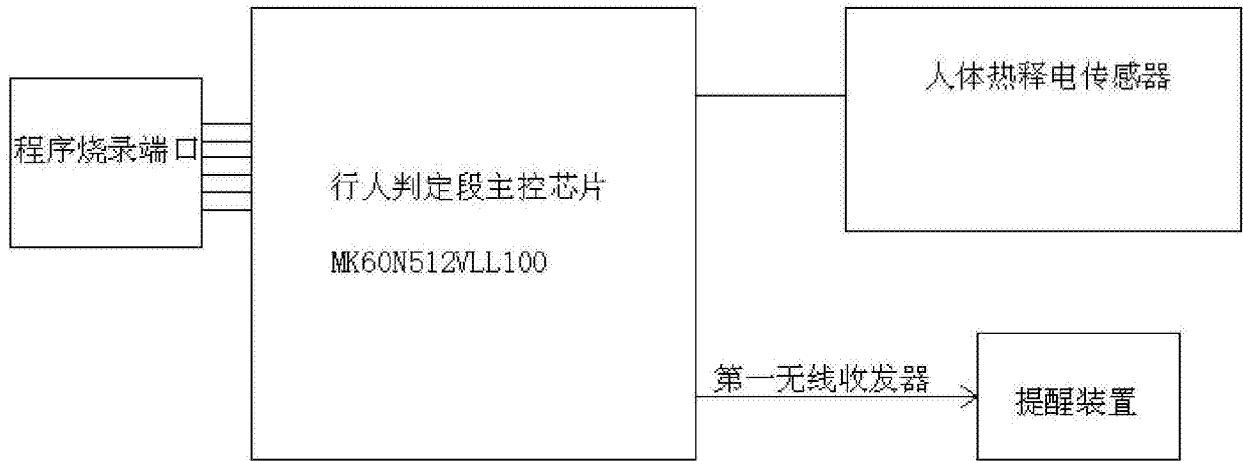 程序烧录端口
行人判定段主控芯片
MK60N512VLL100
人体热释电传感器
第一无线收发器
提醒装置